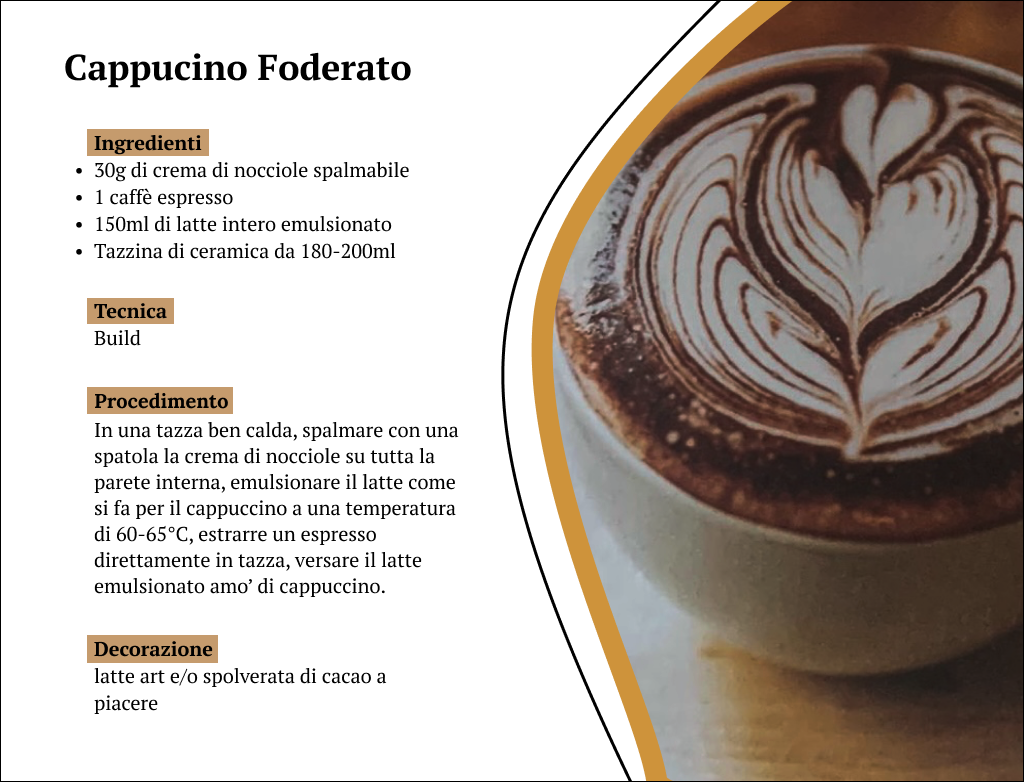 Cappucino Foderato
Ingredienti
• 30g di crema di nocciole spalmabile
• 1 caffè espresso
• 150ml di latte intero emulsionato
• Tazzina di ceramica da 180-200ml
Tecnica
Build
Procedimento
In una tazza ben calda, spalmare con una
spatola la crema di nocciole su tutta la
parete interna, emulsionare il latte come
si fa per il cappuccino a una temperatura
di 60-65°C, estrarre un espresso
direttamente in tazza, versare il latte
emulsionato amo’ di cappuccino.
Decorazione
latte art e/o spolverata di cacao a
piacere